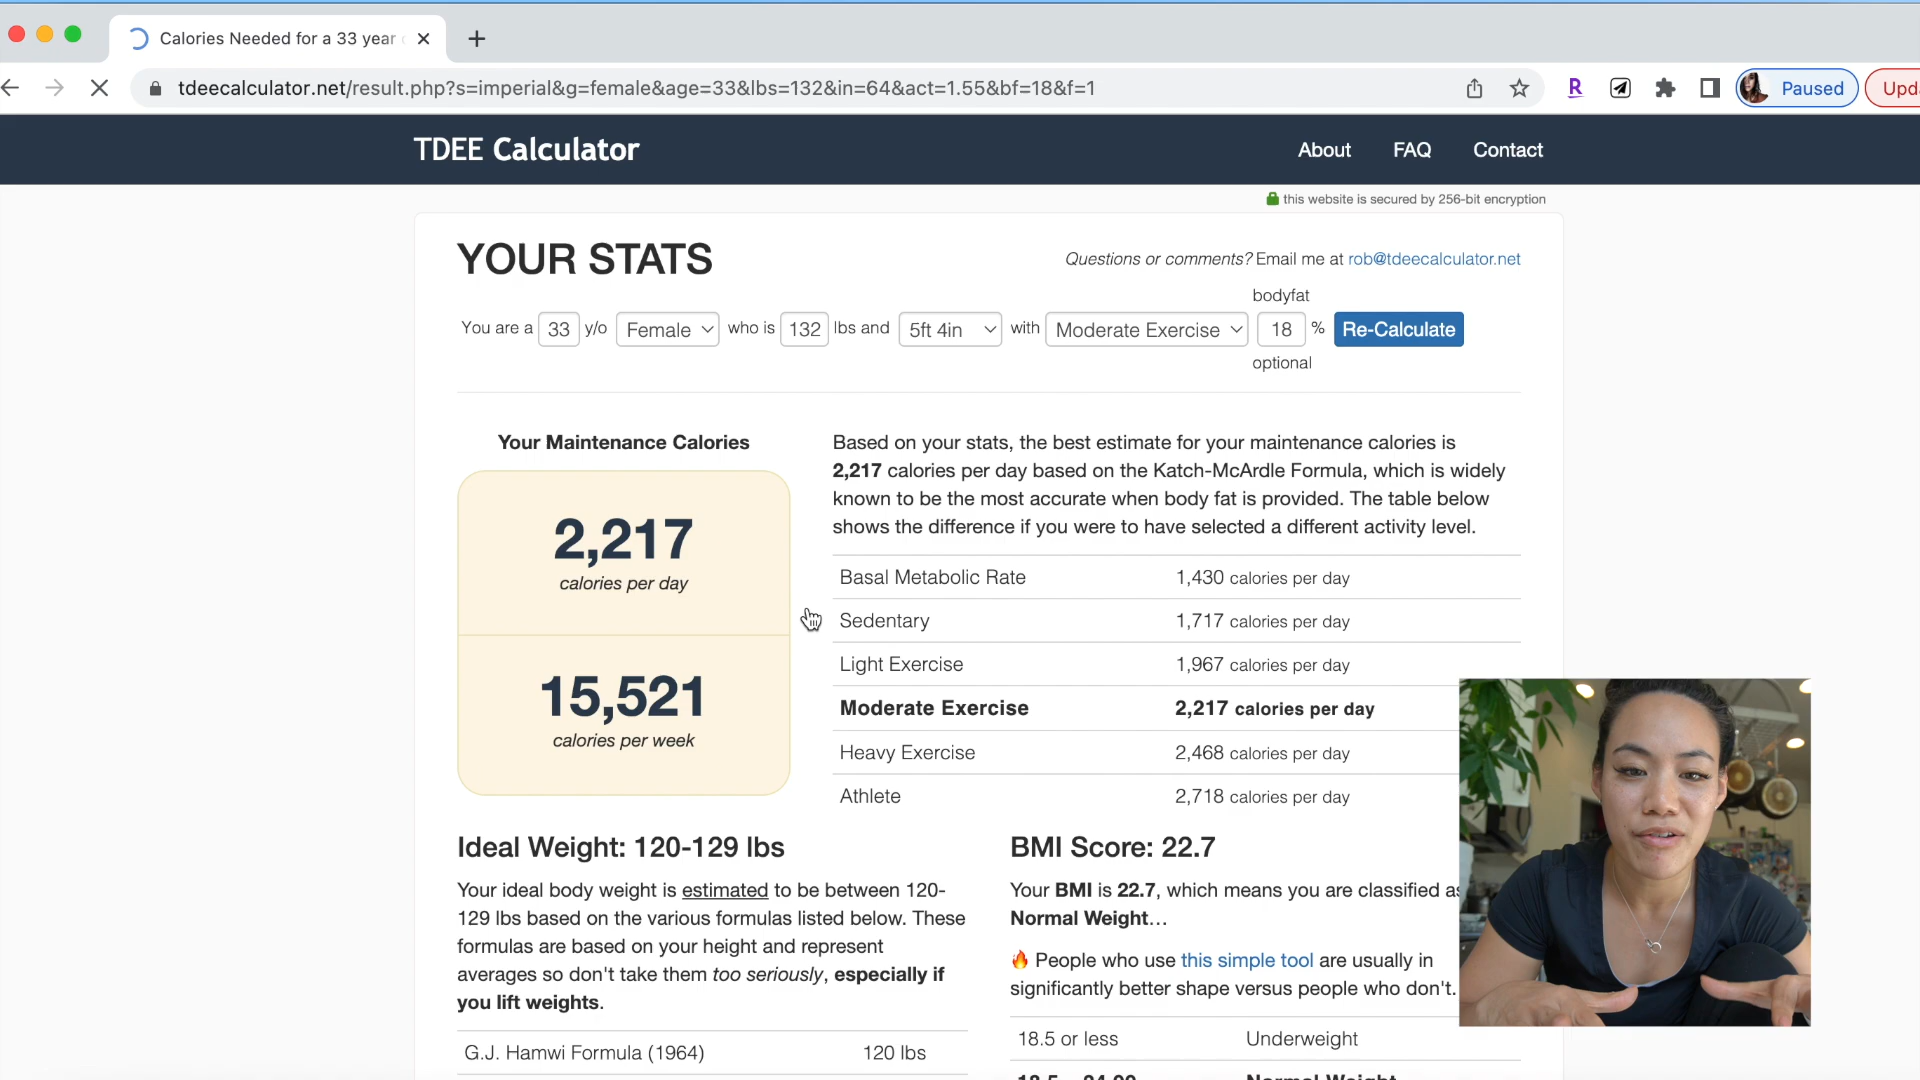 Calories Needed for a 33 year
tdeecalculator.net/result.php?s=imperial&g=female&age=33&lbs=132&in=64&act=1.55&bf=18&f=1
R
Paused
Upda
TDEE Calculator
About
FAQ
Contact
this website is secured by 256-bit encryption
YOUR STATS
Questions or comments? Email me at rob@tdeecalculator.net
bodyfat
You are a 33 y/o Female who is 132 lbs and 5ft 4in with Moderate Exercise 18 % Re-Calculate
optional
Your Maintenance Calories
2,217
calories per day
15,521
calories per week
Based on your stats, the best estimate for your maintenance calories is
2,217 calories per day based on the Katch-McArdle Formula, which is widely
known to be the most accurate when body fat is provided. The table below
shows the difference if you were to have selected a different activity level.
Basal Metabolic Rate 1,430 calories per day
Sedentary 1,717 calories per day
Light Exercise 1,967 calories per day
Moderate Exercise 2,217 calories per day
Heavy Exercise 2,468 calories per day
Athlete 2,718 calories per day
Ideal Weight: 120-129 lbs
Your ideal body weight is estimated to be between 120-
129 lbs based on the various formulas listed below. These
formulas are based on your height and represent
averages so don't take them too seriously, especially if
you lift weights.
G.J. Hamwi Formula (1964) 120 lbs
BMI Score: 22.7
Your BMI is 22.7, which means you are classified as
Normal Weight...
🔥 People who use this simple tool are usually in
significantly better shape versus people who don't.
18.5 or less Underweight
18.5 - 24.99 Normal Weight